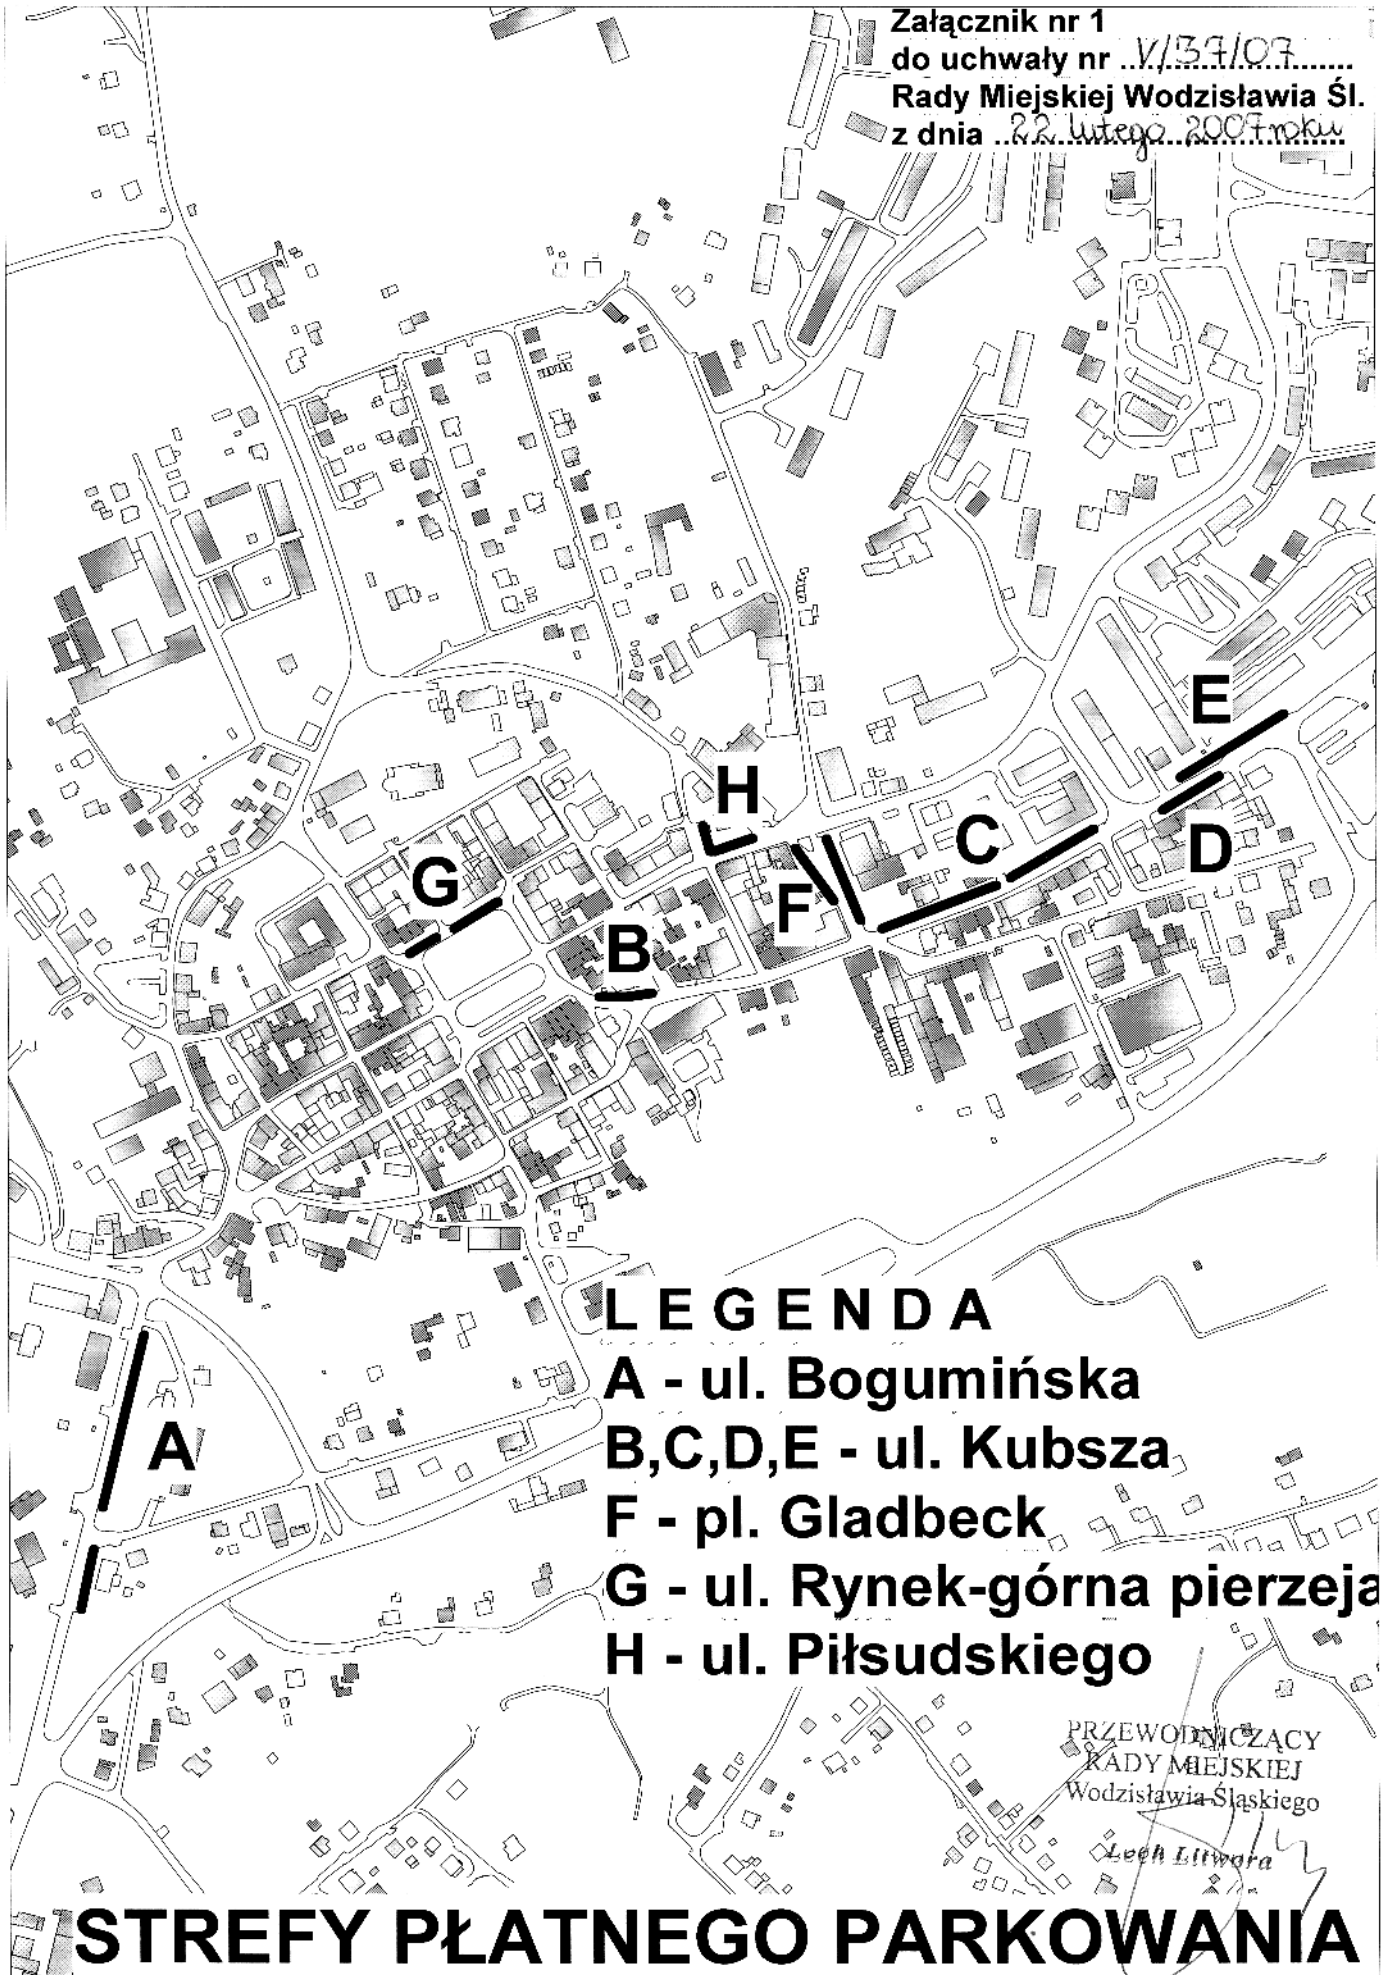 Załącznik nr 1
do uchwały nr ..V/37/07..........
Rady Miejskiej Wodzisławia Śl.
z dnia ..22 lutego 2007 roku
E
H
C
D
G
F
B
A
L E G E N D A
A - ul. Bogumińska
B,C,D,E - ul. Kubsza
F - pl. Gladbeck
G - ul. Rynek-górna pierzeja
H - ul. Piłsudskiego
PRZEWODNICZĄCY
RADY MIEJSKIEJ
Wodzisławia Śląskiego
Lech Litwora
STREFY PŁATNEGO PARKOWANIA